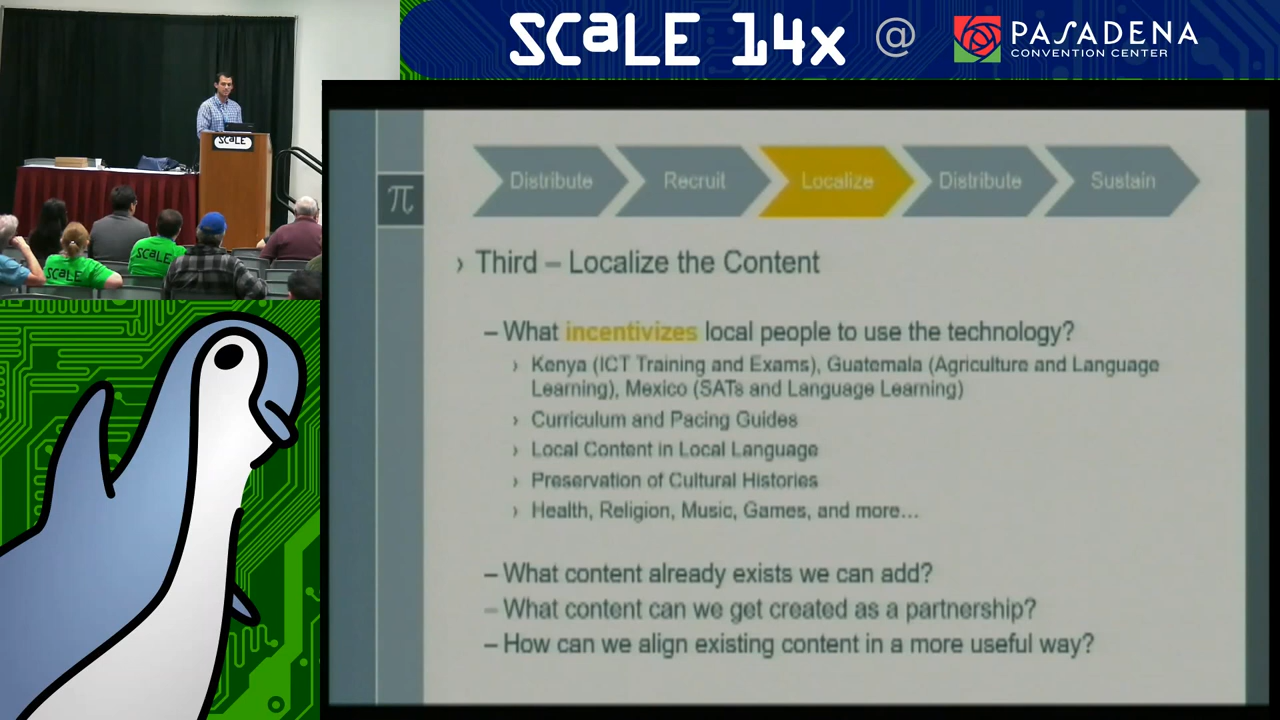 SCaLE 14x @ PASADENA
CONVENTION CENTER
SCaLE
SCaLE
SCaLE
π
Distribute Recruit Localize Distribute Sustain
› Third – Localize the Content
– What incentivizes local people to use the technology?
› Kenya (ICT Training and Exams), Guatemala (Agriculture and Language
Learning), Mexico (SATs and Language Learning)
› Curriculum and Pacing Guides
› Local Content in Local Language
› Preservation of Cultural Histories
› Health, Religion, Music, Games, and more...
– What content already exists we can add?
– What content can we get created as a partnership?
– How can we align existing content in a more useful way?